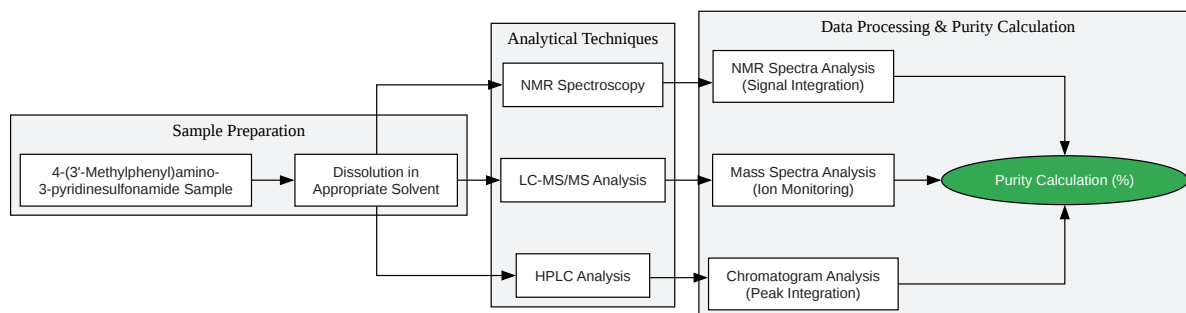 Sample Preparation
4-(3'-Methylphenyl)amino-
3-pyridinesulfonamide Sample
Dissolution in
Appropriate Solvent
Analytical Techniques
NMR Spectroscopy
LC-MS/MS Analysis
HPLC Analysis
Data Processing & Purity Calculation
NMR Spectra Analysis
(Signal Integration)
Mass Spectra Analysis
(Ion Monitoring)
Chromatogram Analysis
(Peak Integration)
Purity Calculation (%)